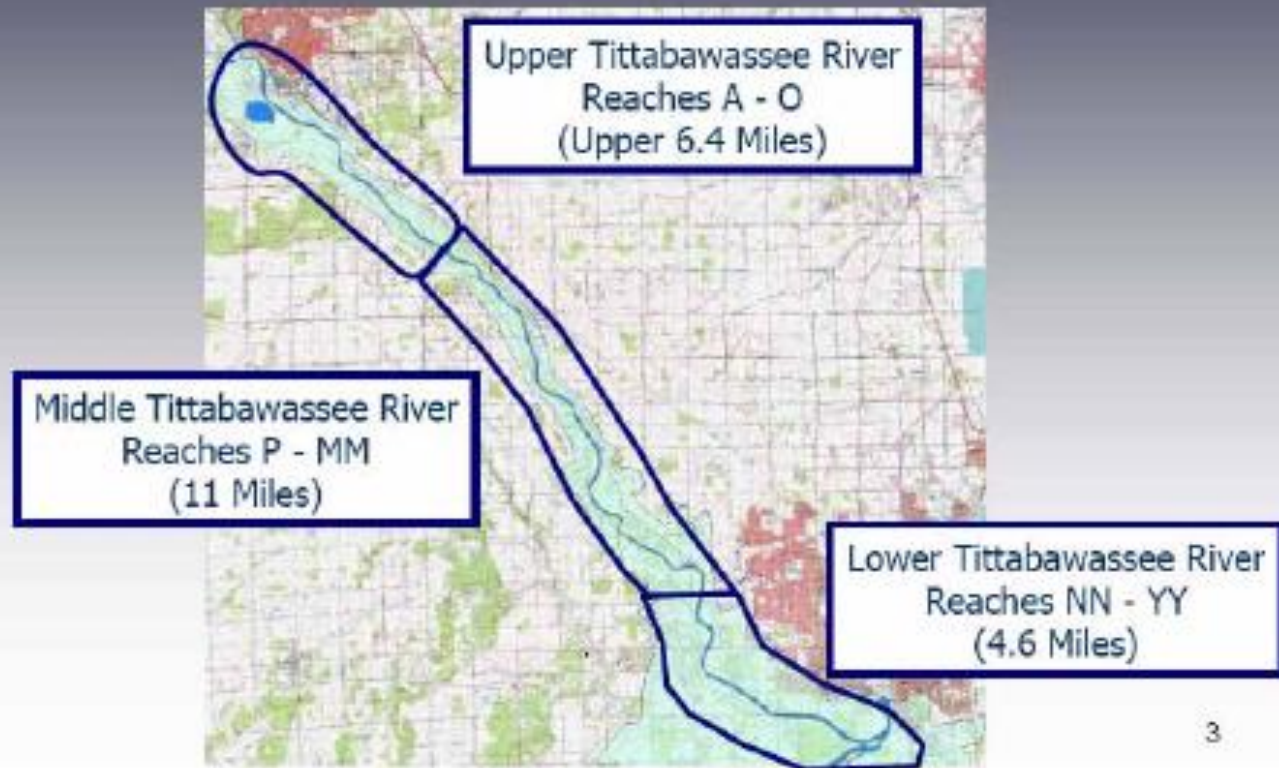 Upper Tittabawassee River
Reaches A - O
(Upper 6.4 Miles)
Middle Tittabawassee River
Reaches P - MM
(11 Miles)
Lower Tittabawassee River
Reaches NN - YY
(4.6 Miles)
3